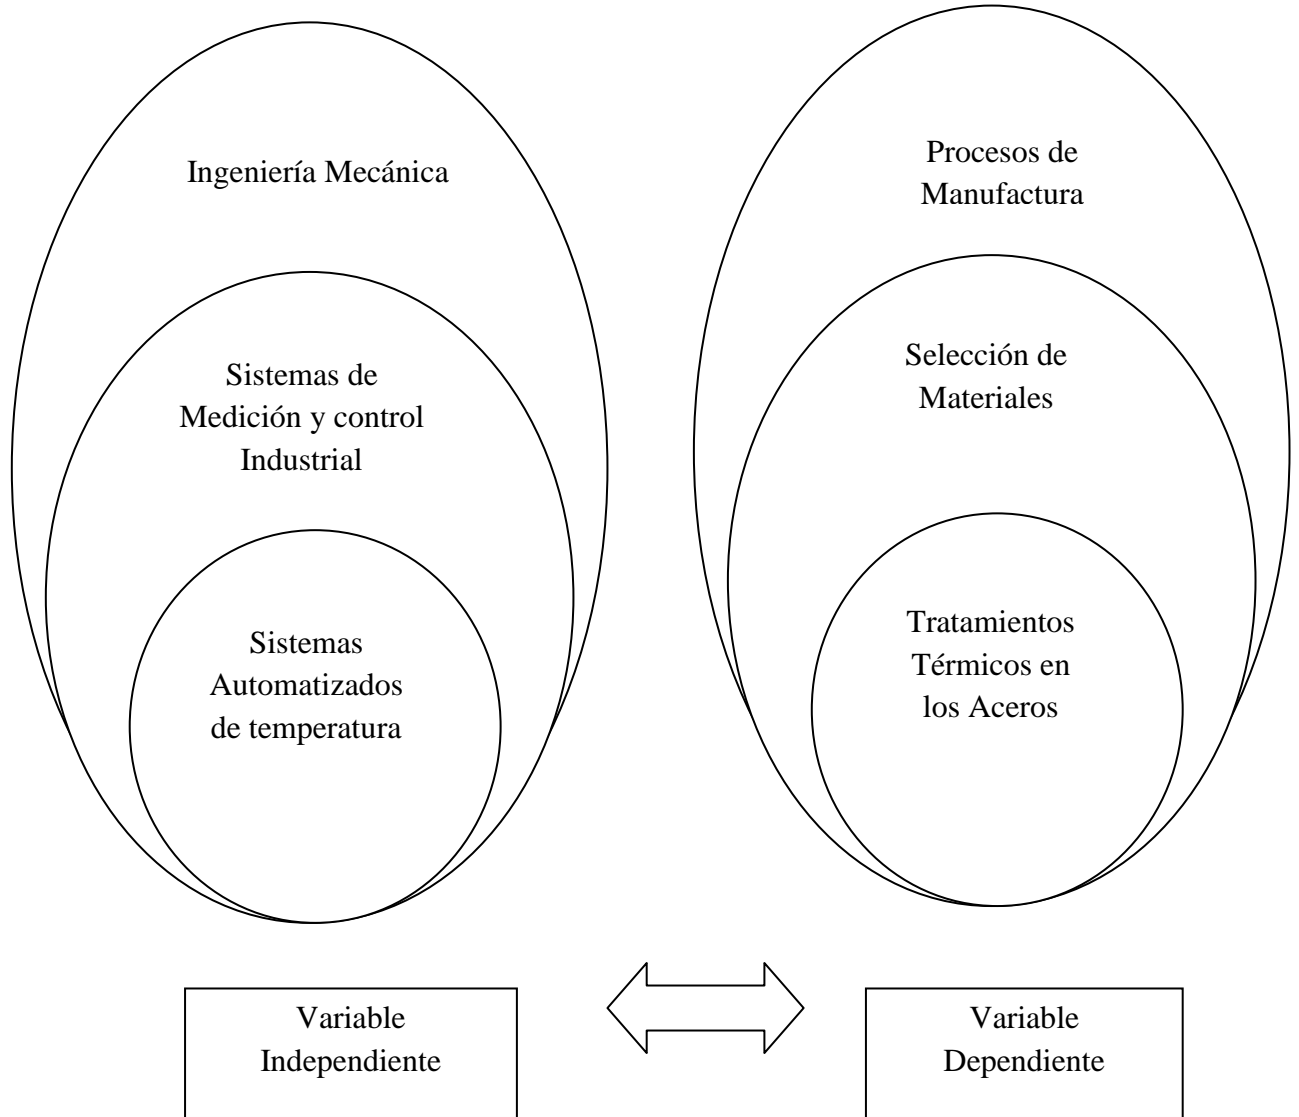 Ingeniería Mecánica
Sistemas de
Medición y control
Industrial
Sistemas
Automatizados
de temperatura
Procesos de
Manufactura
Selección de
Materiales
Tratamientos
Térmicos en
los Aceros
Variable
Independiente
Variable
Dependiente